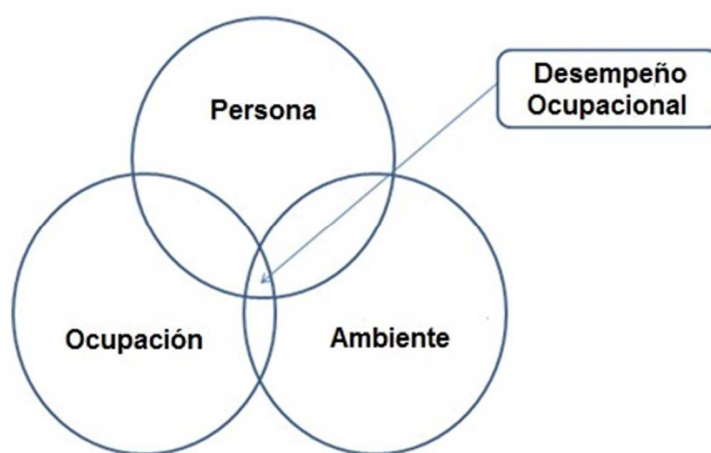 Persona
Desempeño
Ocupacional
Ocupación
Ambiente